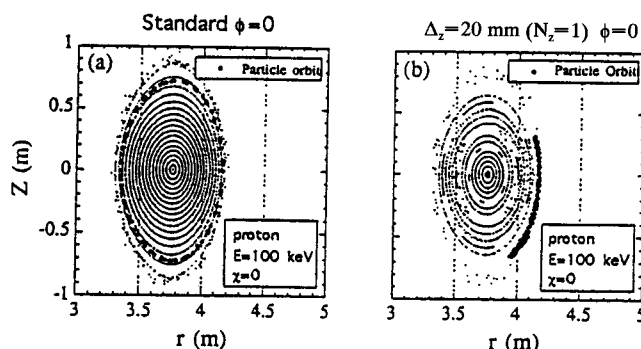 Standard ϕ=0
Δz=20 mm (Nz=1) ϕ=0
(a)
Particle orbit
(b)
Particle Orbit
Z (m)
1
0.5
0
-0.5
-1
proton
E=100 keV
χ=0
proton
E=100 keV
χ=0
3 3.5 4 4.5 5
3 3.5 4 4.5 5
r (m)
r (m)